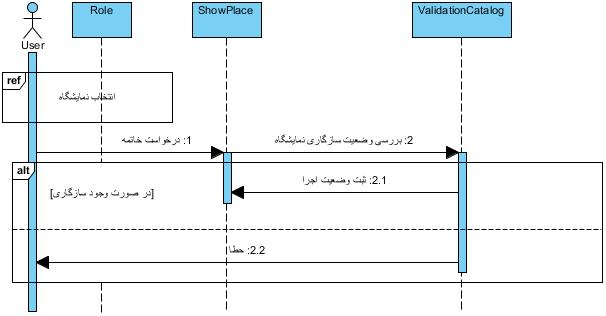 Role
ShowPlace
ValidationCatalog
User
ref
انتخاب نمایشگاه
1: درخواست خاتمه
2: بررسی وضعیت سازگاری نمایشگاه
alt
[در صورت وجود سازگاری]
2.1: ثبت وضعیت اجرا
2.2: خطا